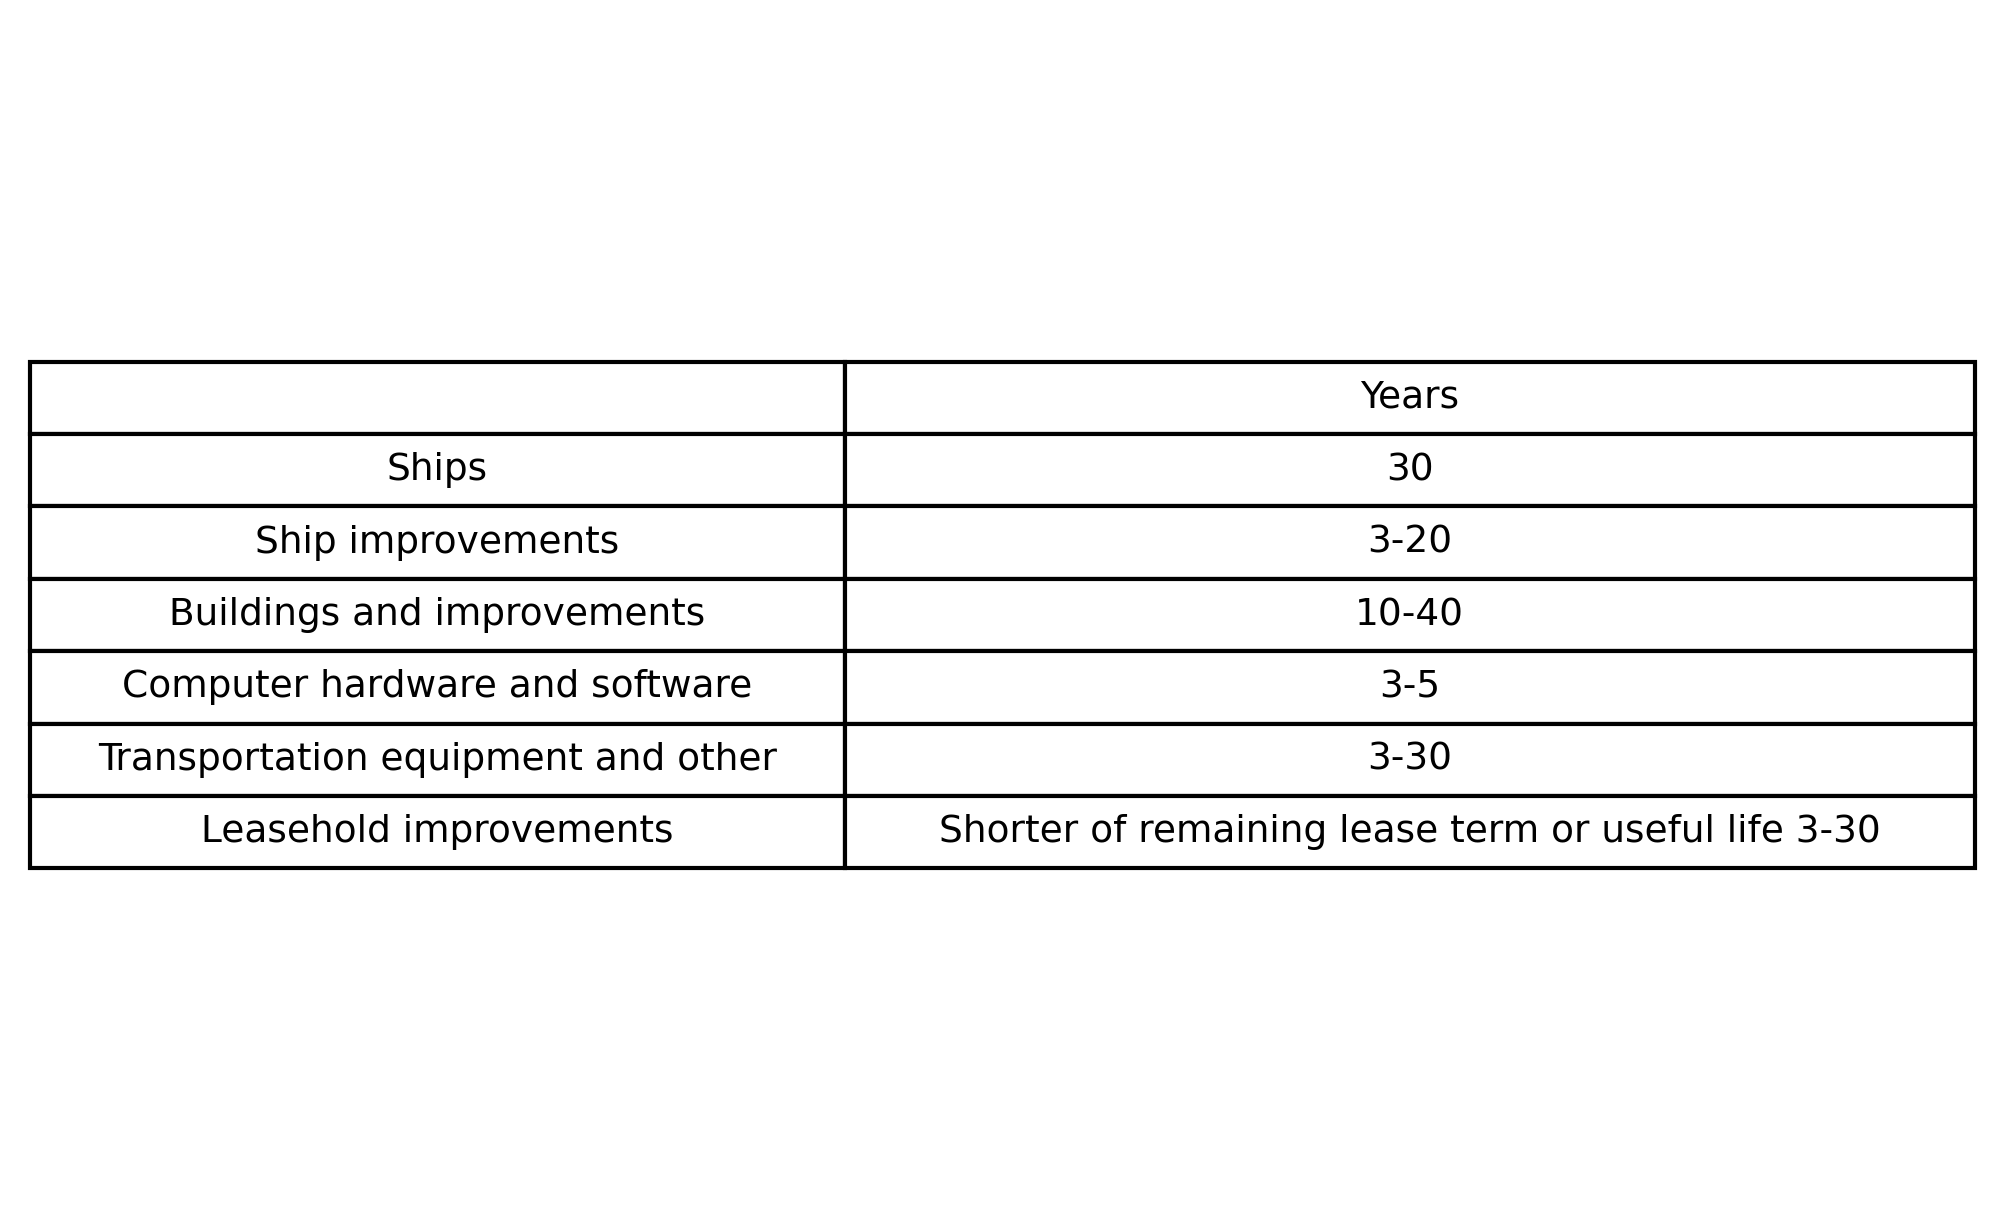 Years
Ships 30
Ship improvements 3-20
Buildings and improvements 10-40
Computer hardware and software 3-5
Transportation equipment and other 3-30
Leasehold improvements Shorter of remaining lease term or useful life 3-30